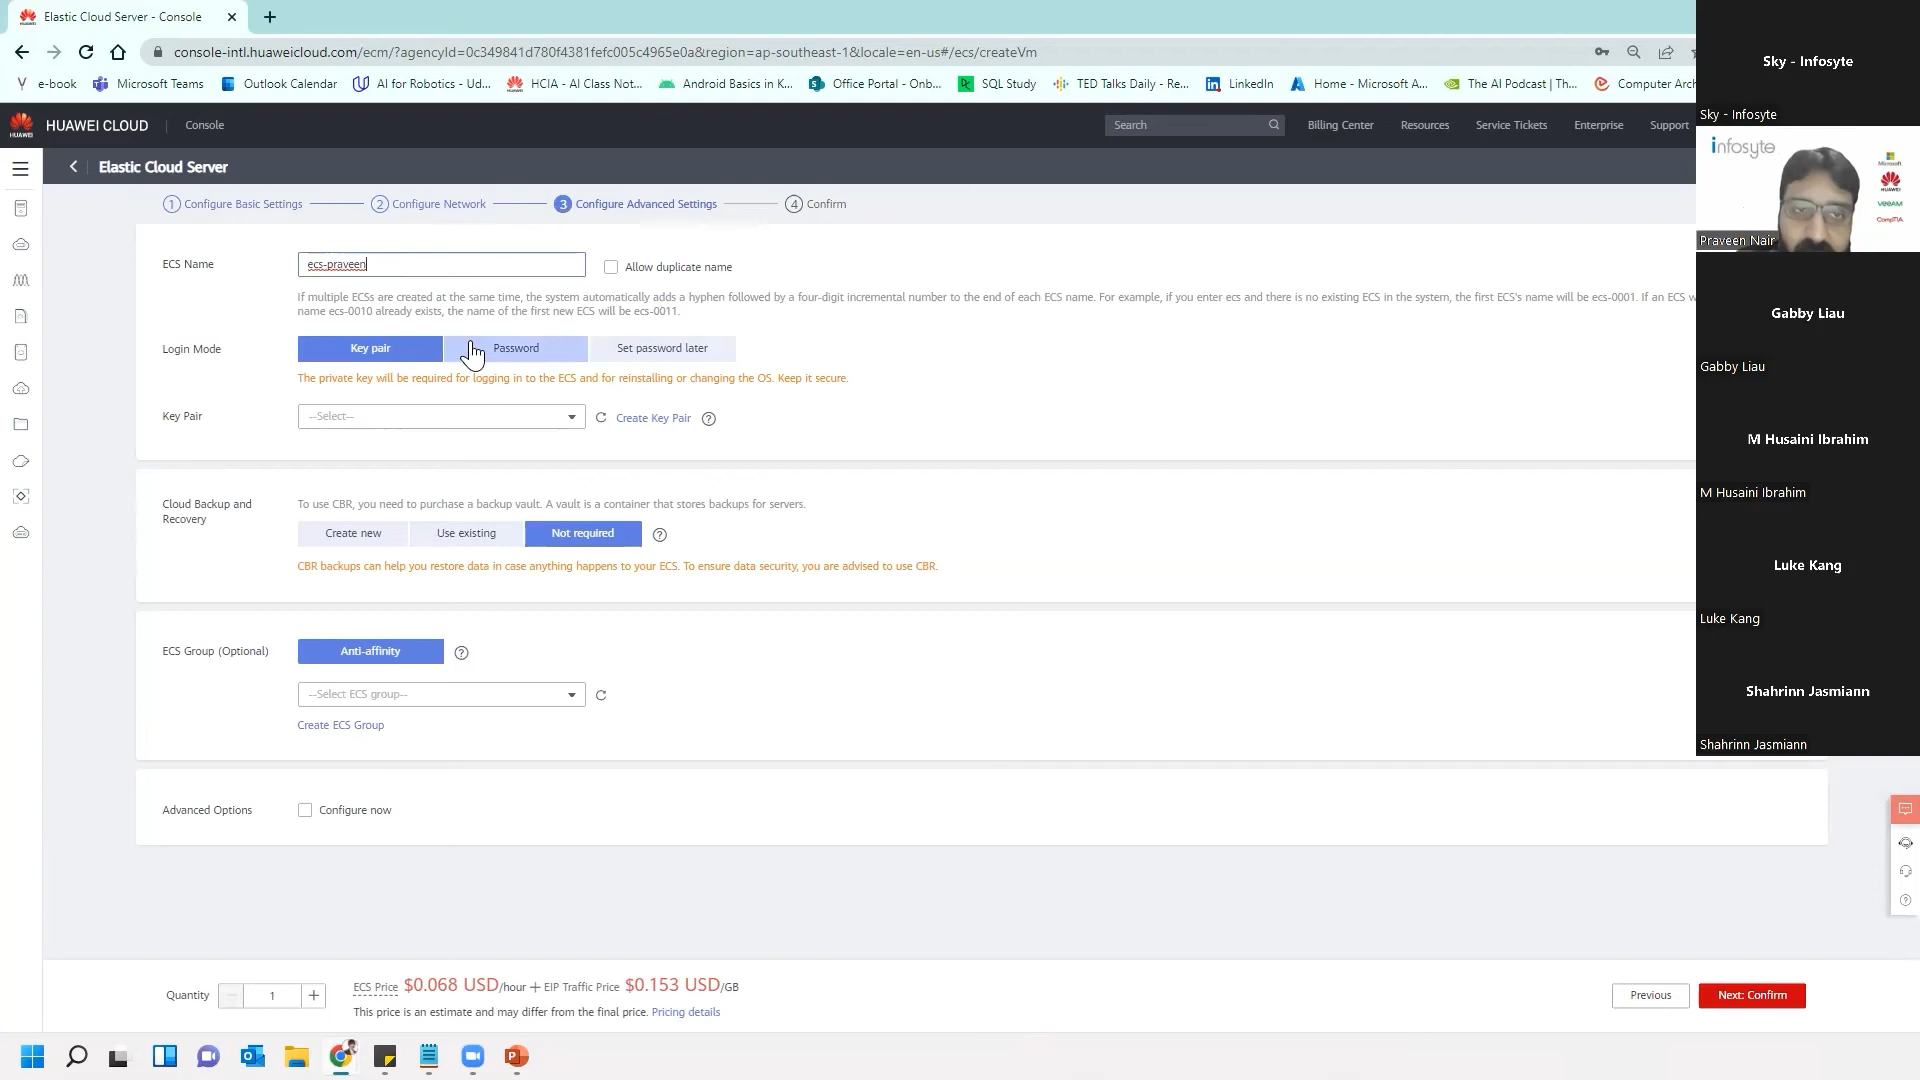 Elastic Cloud Server - Console
console-intl.huaweicloud.com/ecm/?agencyId=0c349841d780f4381fefc005c4965e0a&region=ap-southeast-1&locale=en-us#/ecs/createVm
e-book
Microsoft Teams
Outlook Calendar
AI for Robotics - Ud...
HCIA - AI Class Not...
Android Basics in K...
Office Portal - Onb...
SQL Study
TED Talks Daily - Re...
LinkedIn
Home - Microsoft A...
The AI Podcast | Th...
Computer Arch
HUAWEI
HUAWEI CLOUD
Console
Search
Billing Center
Resources
Service Tickets
Enterprise
Support
Elastic Cloud Server
1 Configure Basic Settings
2 Configure Network
3 Configure Advanced Settings
4 Confirm
ECS Name
ecs-praveen
Allow duplicate name
If multiple ECSs are created at the same time, the system automatically adds a hyphen followed by a four-digit incremental number to the end of each ECS name. For example, if you enter ecs and there is no existing ECS in the system, the first ECS's name will be ecs-0001. If an ECS w
name ecs-0010 already exists, the name of the first new ECS will be ecs-0011.
Login Mode
Key pair
Password
Set password later
The private key will be required for logging in to the ECS and for reinstalling or changing the OS. Keep it secure.
Key Pair
--Select--
Create Key Pair
Cloud Backup and
Recovery
To use CBR, you need to purchase a backup vault. A vault is a container that stores backups for servers.
Create new
Use existing
Not required
CBR backups can help you restore data in case anything happens to your ECS. To ensure data security, you are advised to use CBR.
ECS Group (Optional)
Anti-affinity
--Select ECS group--
Create ECS Group
Advanced Options
Configure now
Quantity
1
ECS Price $0.068 USD/hour + EIP Traffic Price $0.153 USD/GB
This price is an estimate and may differ from the final price. Pricing details
Previous
Next: Confirm
Sky - Infosyte
Sky - Infosyte
infosyte
Microsoft
HUAWEI
VEEAM
CompTIA
Praveen Nair
Gabby Liau
Gabby Liau
M Husaini Ibrahim
M Husaini Ibrahim
Luke Kang
Luke Kang
Shahrinn Jasmiann
Shahrinn Jasmiann